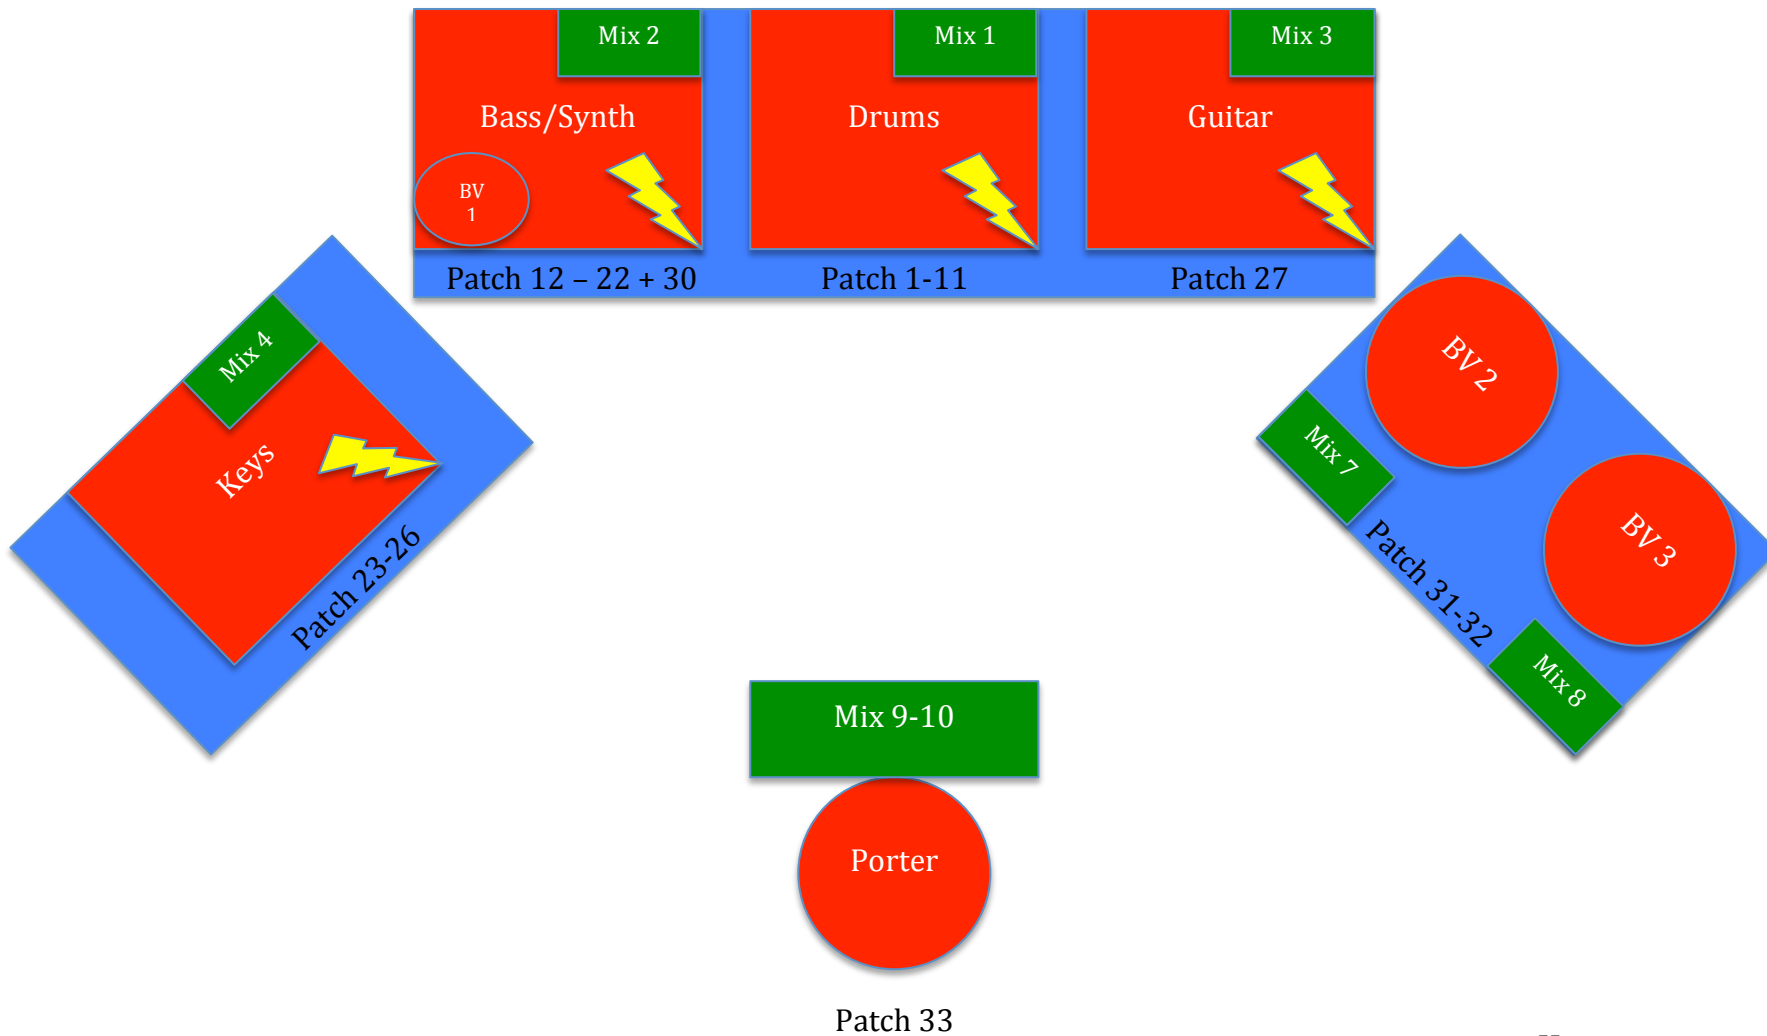 Mix 2
Mix 1
Mix 3
Bass/Synth
Drums
Guitar
BV
1
Patch 12 – 22 + 30
Patch 1-11
Patch 27
Mix 4
Keys
Patch 23-26
BV 2
Mix 7
BV 3
Patch 31-32
Mix 8
Mix 9-10
Porter
Patch 33